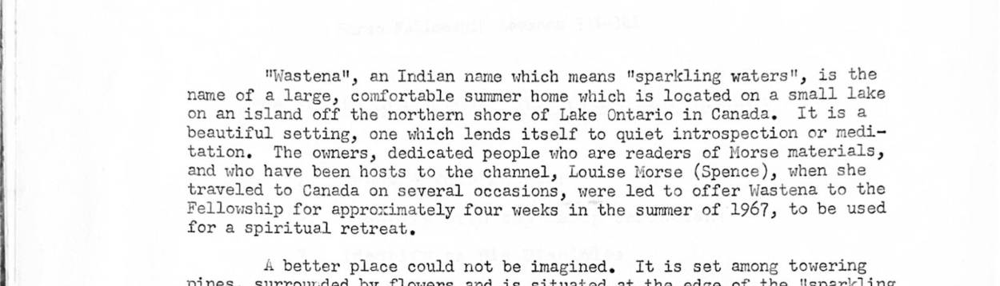 "Wastena", an Indian name which means "sparkling waters", is the
name of a large, comfortable summer home which is located on a small lake
on an island off the northern shore of Lake Ontario in Canada. It is a
beautiful setting, one which lends itself to quiet introspection or medi-
tation. The owners, dedicated people who are readers of Morse materials,
and who have been hosts to the channel, Louise Morse (Spence), when she
traveled to Canada on several occasions, were led to offer Wastena to the
Fellowship for approximately four weeks in the summer of 1967, to be used
for a spiritual retreat.
A better place could not be imagined. It is set among towering
pines, surrounded by flowers and is situated at the edge of the "sparkling